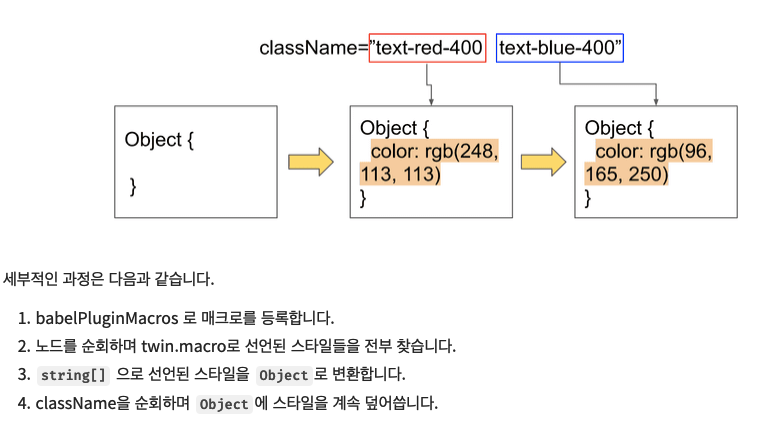 className=”text-red-400 text-blue-400”
Object {
}
Object {
color: rgb(248,
113, 113)
}
Object {
color: rgb(96,
165, 250)
}
세부적인 과정은 다음과 같습니다.
1. babelPluginMacros 로 매크로를 등록합니다.
2. 노드를 순회하며 twin.macro로 선언된 스타일들을 전부 찾습니다.
3. string[] 으로 선언된 스타일을 Object 로 변환합니다.
4. className을 순회하며 Object 에 스타일을 계속 덮어씁니다.